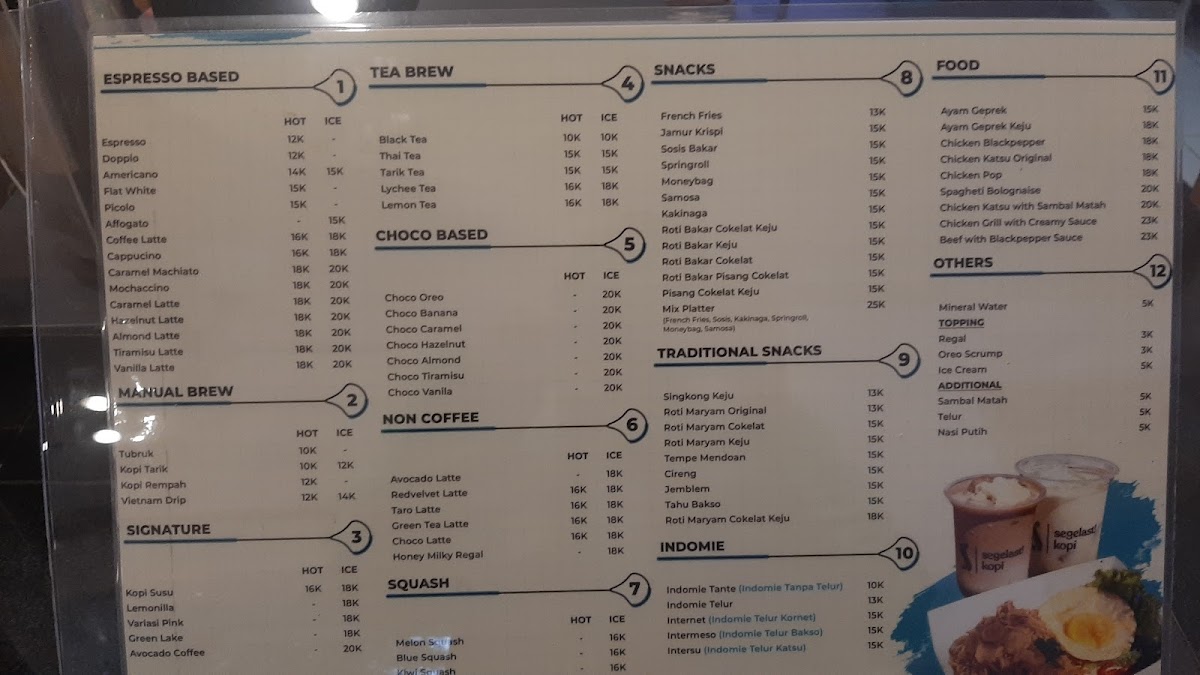 ESPRESSO BASED 1
HOT ICE
Espresso 12K -
Doppio 12K -
Americano 14K 15K
Flat White 15K -
Picolo 15K -
Affogato - 15K
Coffee Latte 16K 18K
Cappucino 16K 18K
Caramel Machiato 18K 20K
Mochaccino 18K 20K
Caramel Latte 18K 20K
Hazelnut Latte 18K 20K
Almond Latte 18K 20K
Tiramisu Latte 18K 20K
Vanilla Latte 18K 20K
MANUAL BREW 2
HOT ICE
Tubruk 10K -
Kopi Tarik 10K 12K
Kopi Rempah 12K -
Vietnam Drip 12K 14K
SIGNATURE 3
HOT ICE
Kopi Susu 16K 18K
Lemonilla - 18K
Variasi Pink - 18K
Green Lake - 18K
Avocado Coffee - 20K
TEA BREW 4
HOT ICE
Black Tea 10K 10K
Thai Tea 15K 15K
Tarik Tea 15K 15K
Lychee Tea 16K 18K
Lemon Tea 16K 18K
CHOCO BASED 5
HOT ICE
Choco Oreo - 20K
Choco Banana - 20K
Choco Caramel - 20K
Choco Hazelnut - 20K
Choco Almond - 20K
Choco Tiramisu - 20K
Choco Vanila - 20K
NON COFFEE 6
HOT ICE
Avocado Latte - 18K
Redvelvet Latte 16K 18K
Taro Latte 16K 18K
Green Tea Latte 16K 18K
Choco Latte 16K 18K
Honey Milky Regal - 18K
SQUASH 7
HOT ICE
Melon Squash - 16K
Blue Squash - 16K
Kiwi Squash - 16K
SNACKS 8
French Fries 13K
Jamur Krispi 15K
Sosis Bakar 15K
Springroll 15K
Moneybag 15K
Samosa 15K
Kakinaga 15K
Roti Bakar Cokelat Keju 15K
Roti Bakar Keju 15K
Roti Bakar Cokelat 15K
Roti Bakar Pisang Cokelat 15K
Pisang Cokelat Keju 15K
Mix Platter 25K
(French Fries, Sosis, Kakinaga, Springroll,
Moneybag, Samosa)
TRADITIONAL SNACKS 9
Singkong Keju 13K
Roti Maryam Original 13K
Roti Maryam Cokelat 15K
Roti Maryam Keju 15K
Tempe Mendoan 15K
Cireng 15K
Jemblem 15K
Tahu Bakso 15K
Roti Maryam Cokelat Keju 18K
INDOMIE 10
Indomie Tante (Indomie Tanpa Telur) 10K
Indomie Telur 13K
Internet (Indomie Telur Kornet) 15K
Intermeso (Indomie Telur Bakso) 15K
Intersu (Indomie Telur Katsu) 15K
FOOD 11
Ayam Geprek 15K
Ayam Geprek Keju 18K
Chicken Blackpepper 18K
Chicken Katsu Original 18K
Chicken Pop 18K
Spagheti Bolognaise 20K
Chicken Katsu with Sambal Matah 20K
Chicken Grill with Creamy Sauce 23K
Beef with Blackpepper Sauce 23K
OTHERS 12
Mineral Water 5K
TOPPING
Regal 3K
Oreo Scrump 3K
Ice Cream 5K
ADDITIONAL
Sambal Matah 5K
Telur 5K
Nasi Putih 5K
segelas!
kopi
segelas!
kopi